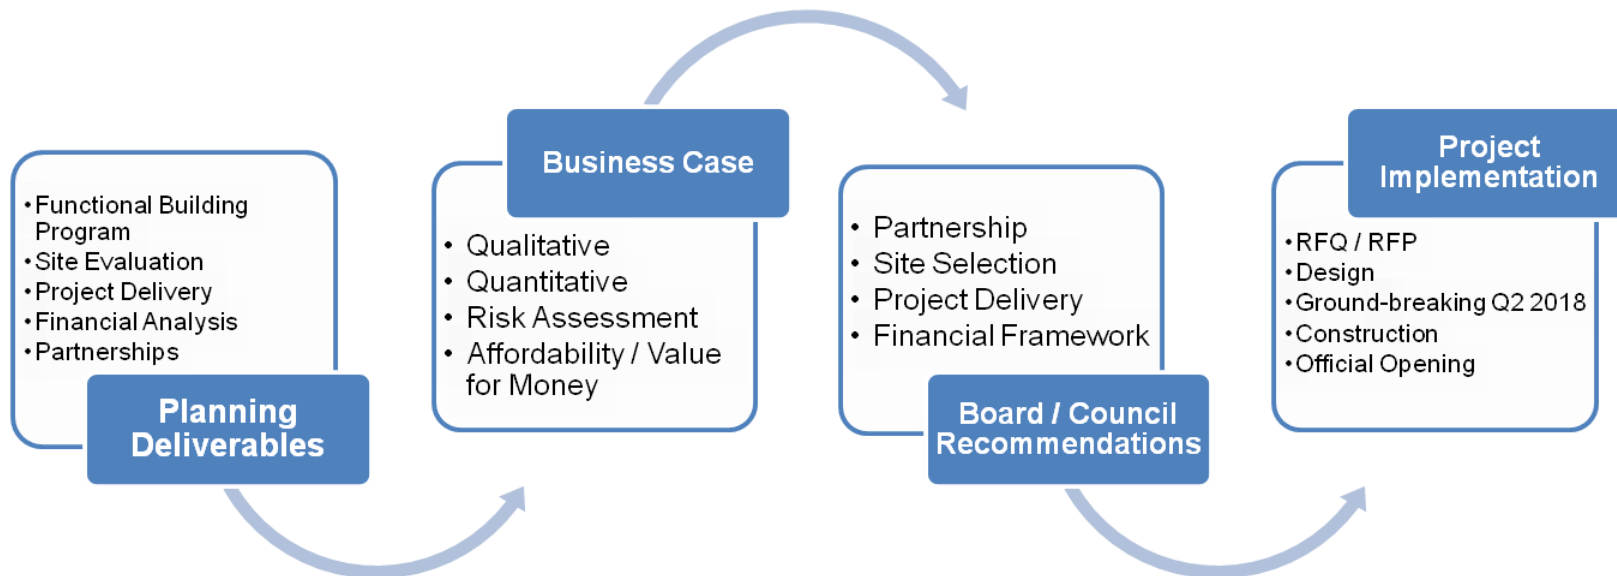 • Functional Building
Program
• Site Evaluation
• Project Delivery
• Financial Analysis
• Partnerships
Planning
Deliverables
Business Case
• Qualitative
• Quantitative
• Risk Assessment
• Affordability / Value
for Money
• Partnership
• Site Selection
• Project Delivery
• Financial Framework
Board / Council
Recommendations
Project
Implementation
• RFQ / RFP
• Design
• Ground-breaking Q2 2018
• Construction
• Official Opening